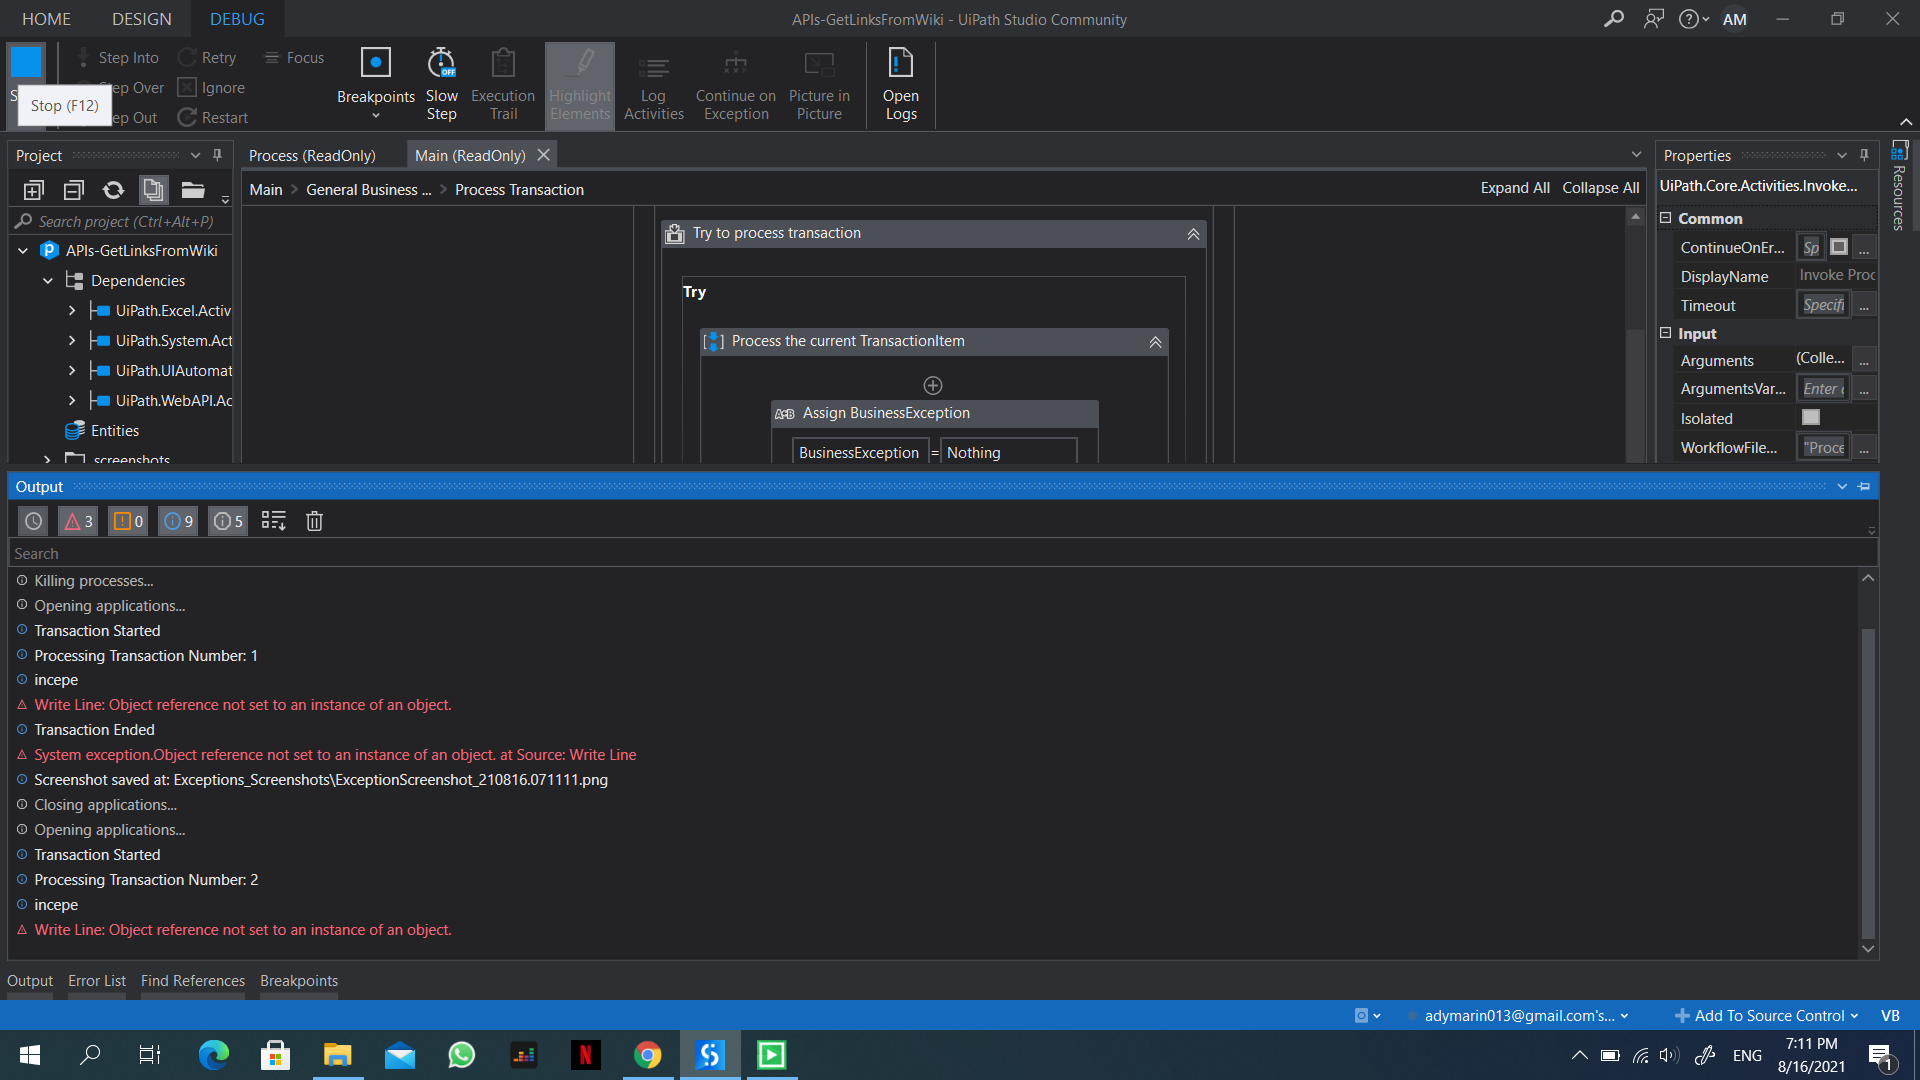 HOME DESIGN DEBUG APIs-GetLinksFromWiki - UiPath Studio Community AM
Stop (F12)
Step Into Retry Focus
Step Over Ignore
Step Out Restart
Breakpoints
Slow Step
Execution Trail
Highlight Elements
Log Activities
Continue on Exception
Picture in Picture
Open Logs
Project
Search project (Ctrl+Alt+P)
APIs-GetLinksFromWiki
Dependencies
UiPath.Excel.Activ
UiPath.System.Act
UiPath.UIAutomat
UiPath.WebAPI.Ac
Entities
screenshots
Process (ReadOnly) Main (ReadOnly)
Main > General Business ... > Process Transaction Expand All Collapse All
Try to process transaction
Try
Process the current TransactionItem
A=B Assign BusinessException
BusinessException = Nothing
Properties
UiPath.Core.Activities.Invoke...
Common
ContinueOnEr... Sp ...
DisplayName Invoke Proc
Timeout Specifi ...
Input
Arguments (Colle... ...
ArgumentsVar... Enter ...
Isolated
WorkflowFile... "Proce ...
Resources
Output
3 0 9 5
Search
Killing processes...
Opening applications...
Transaction Started
Processing Transaction Number: 1
incepe
Write Line: Object reference not set to an instance of an object.
Transaction Ended
System exception.Object reference not set to an instance of an object. at Source: Write Line
Screenshot saved at: Exceptions_Screenshots\ExceptionScreenshot_210816.071111.png
Closing applications...
Opening applications...
Transaction Started
Processing Transaction Number: 2
incepe
Write Line: Object reference not set to an instance of an object.
Output Error List Find References Breakpoints
adymarin013@gmail.com's... Add To Source Control VB
ENG
7:11 PM
8/16/2021
1